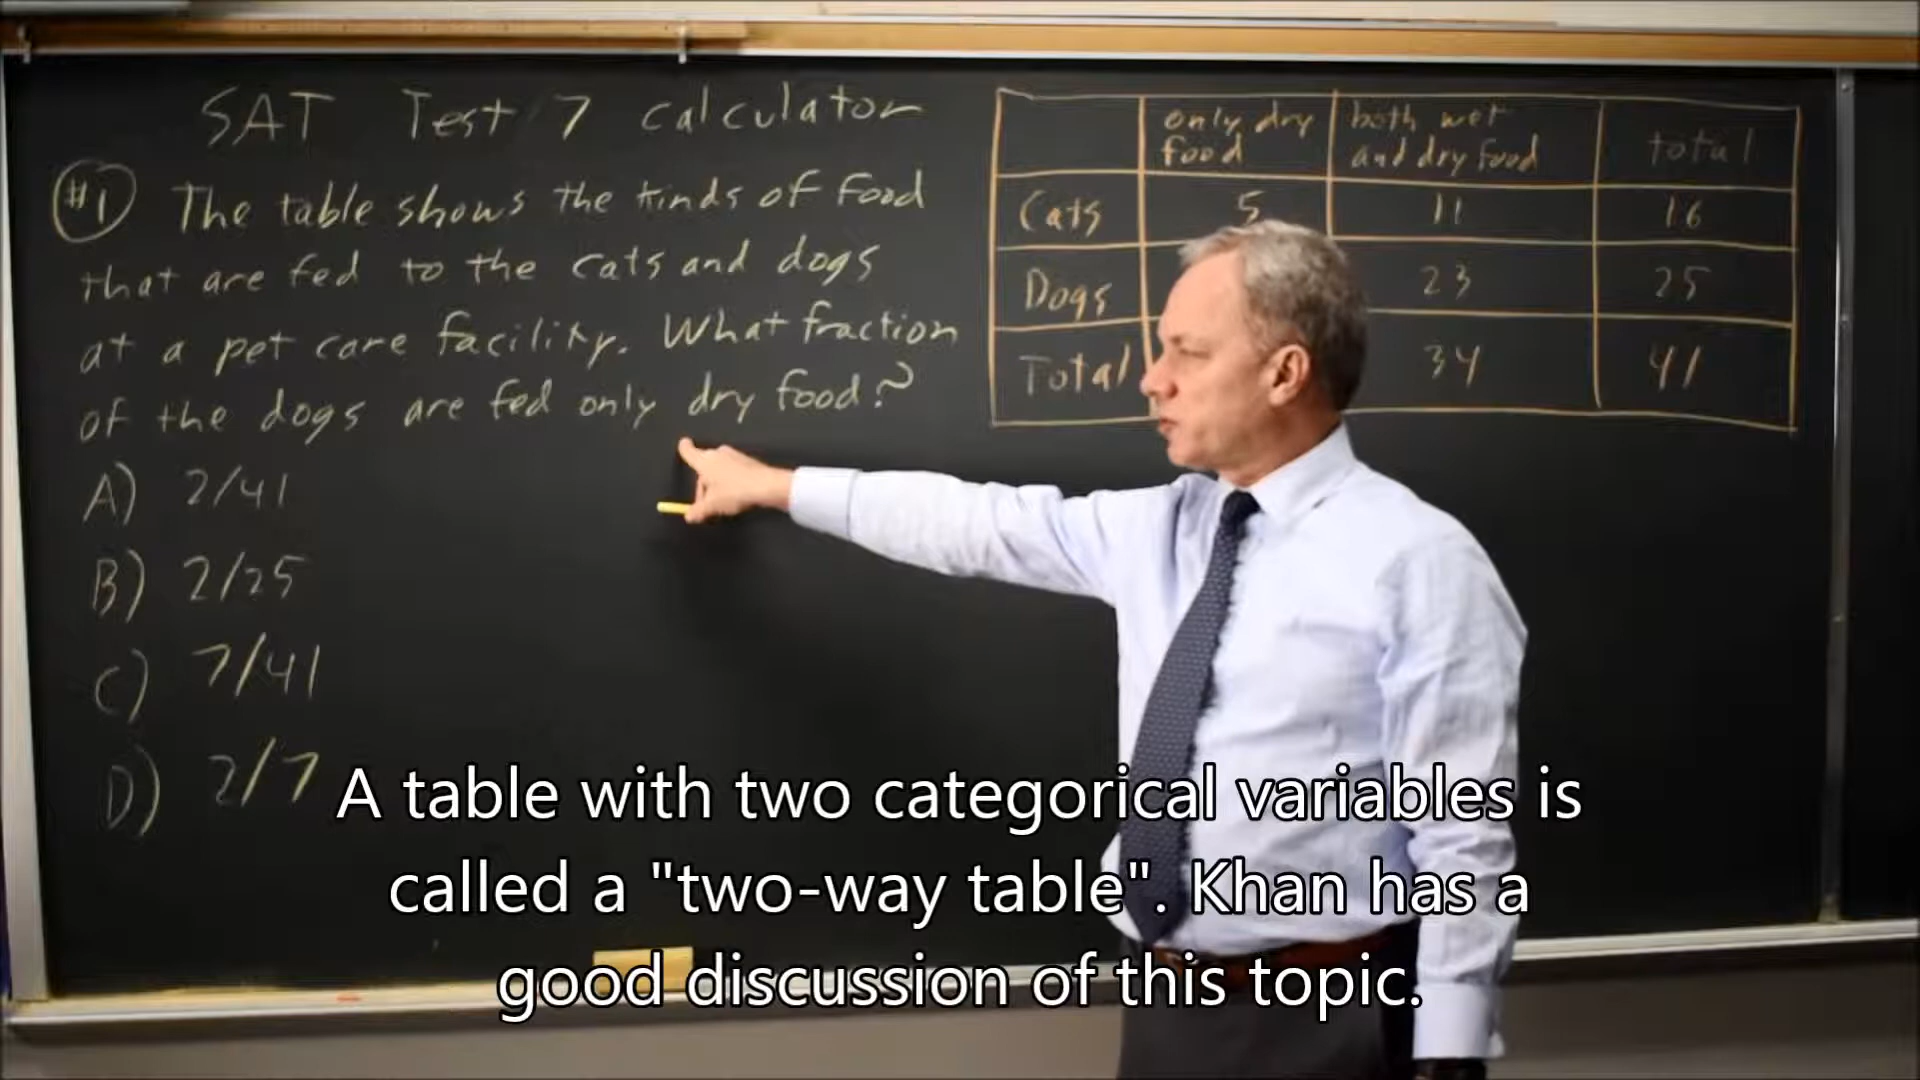 SAT Test 7 Calculator
#1 The table shows the kinds of food
that are fed to the cats and dogs
at a pet care facility. What fraction
of the dogs are fed only dry food?
A) 2/41
B) 2/25
C) 7/41
D) 2/7
only dry food both wet and dry food total
Cats 5 11 16
Dogs 23 25
Total 34 41
A table with two categorical variables is
called a "two-way table". Khan has a
good discussion of this topic.